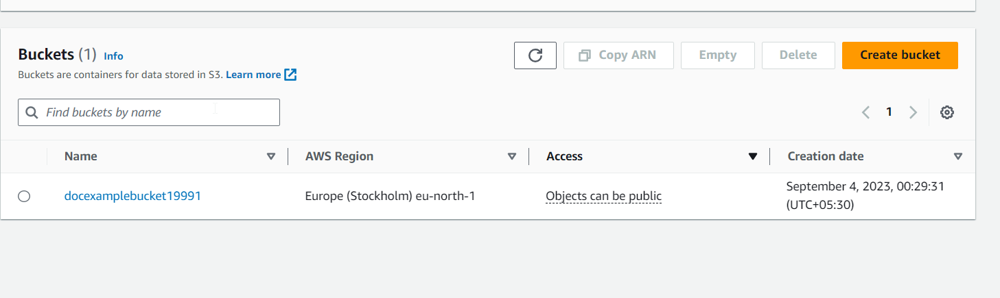 Buckets (1) Info
Buckets are containers for data stored in S3. Learn more
Copy ARN
Empty
Delete
Create bucket
Find buckets by name
1
Name AWS Region Access Creation date
docexamplebucket19991 Europe (Stockholm) eu-north-1 Objects can be public September 4, 2023, 00:29:31
(UTC+05:30)